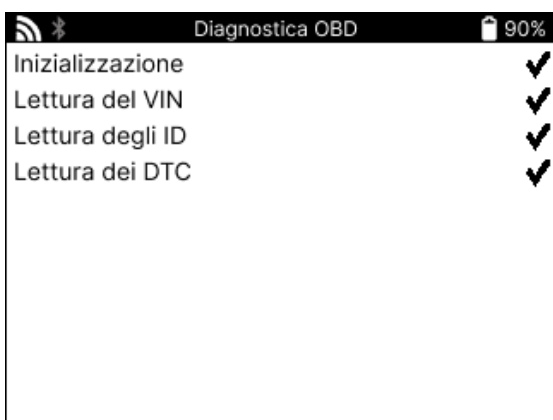 Diagnostica OBD 90%
Inizializzazione
Lettura del VIN
Lettura degli ID
Lettura dei DTC